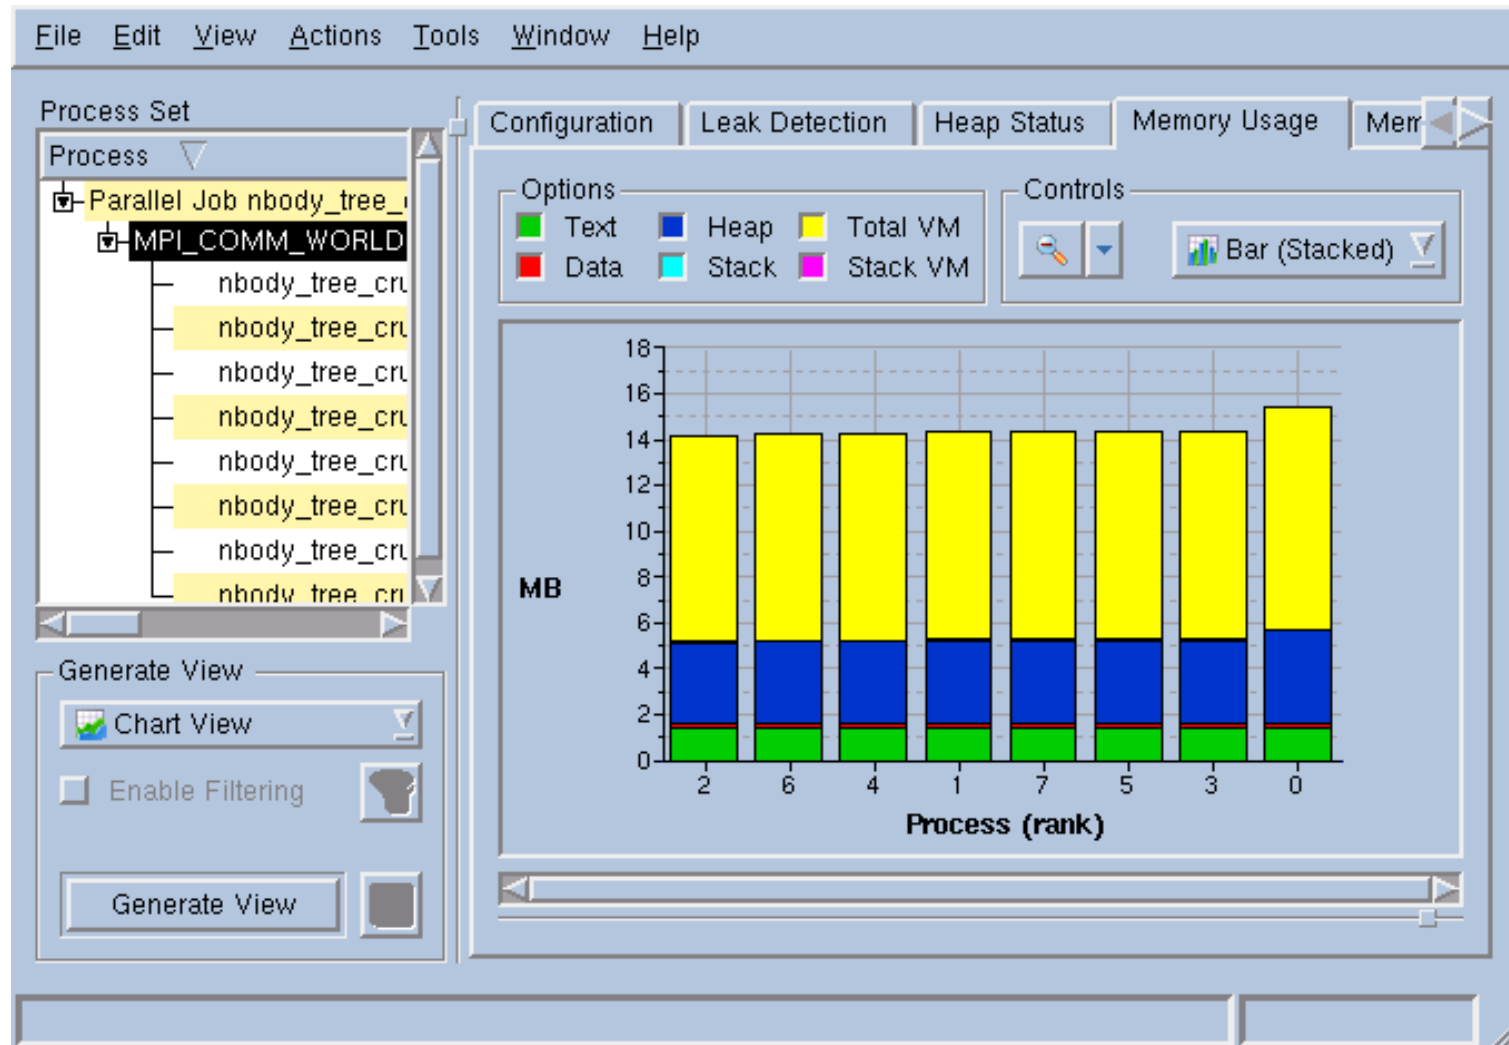 File Edit View Actions Tools Window Help
Process Set
Process
Parallel Job nbody_tree_
MPI_COMM_WORLD
nbody_tree_cru
nbody_tree_cru
nbody_tree_cru
nbody_tree_cru
nbody_tree_cru
nbody_tree_cru
nbody_tree_cru
nbody_tree_cru
Generate View
Chart View
Enable Filtering
Generate View
Configuration Leak Detection Heap Status Memory Usage Mem
Options
Text Heap Total VM
Data Stack Stack VM
Controls
Bar (Stacked)
18
16
14
12
10
8
6
4
2
0
MB
2 6 4 1 7 5 3 0
Process (rank)